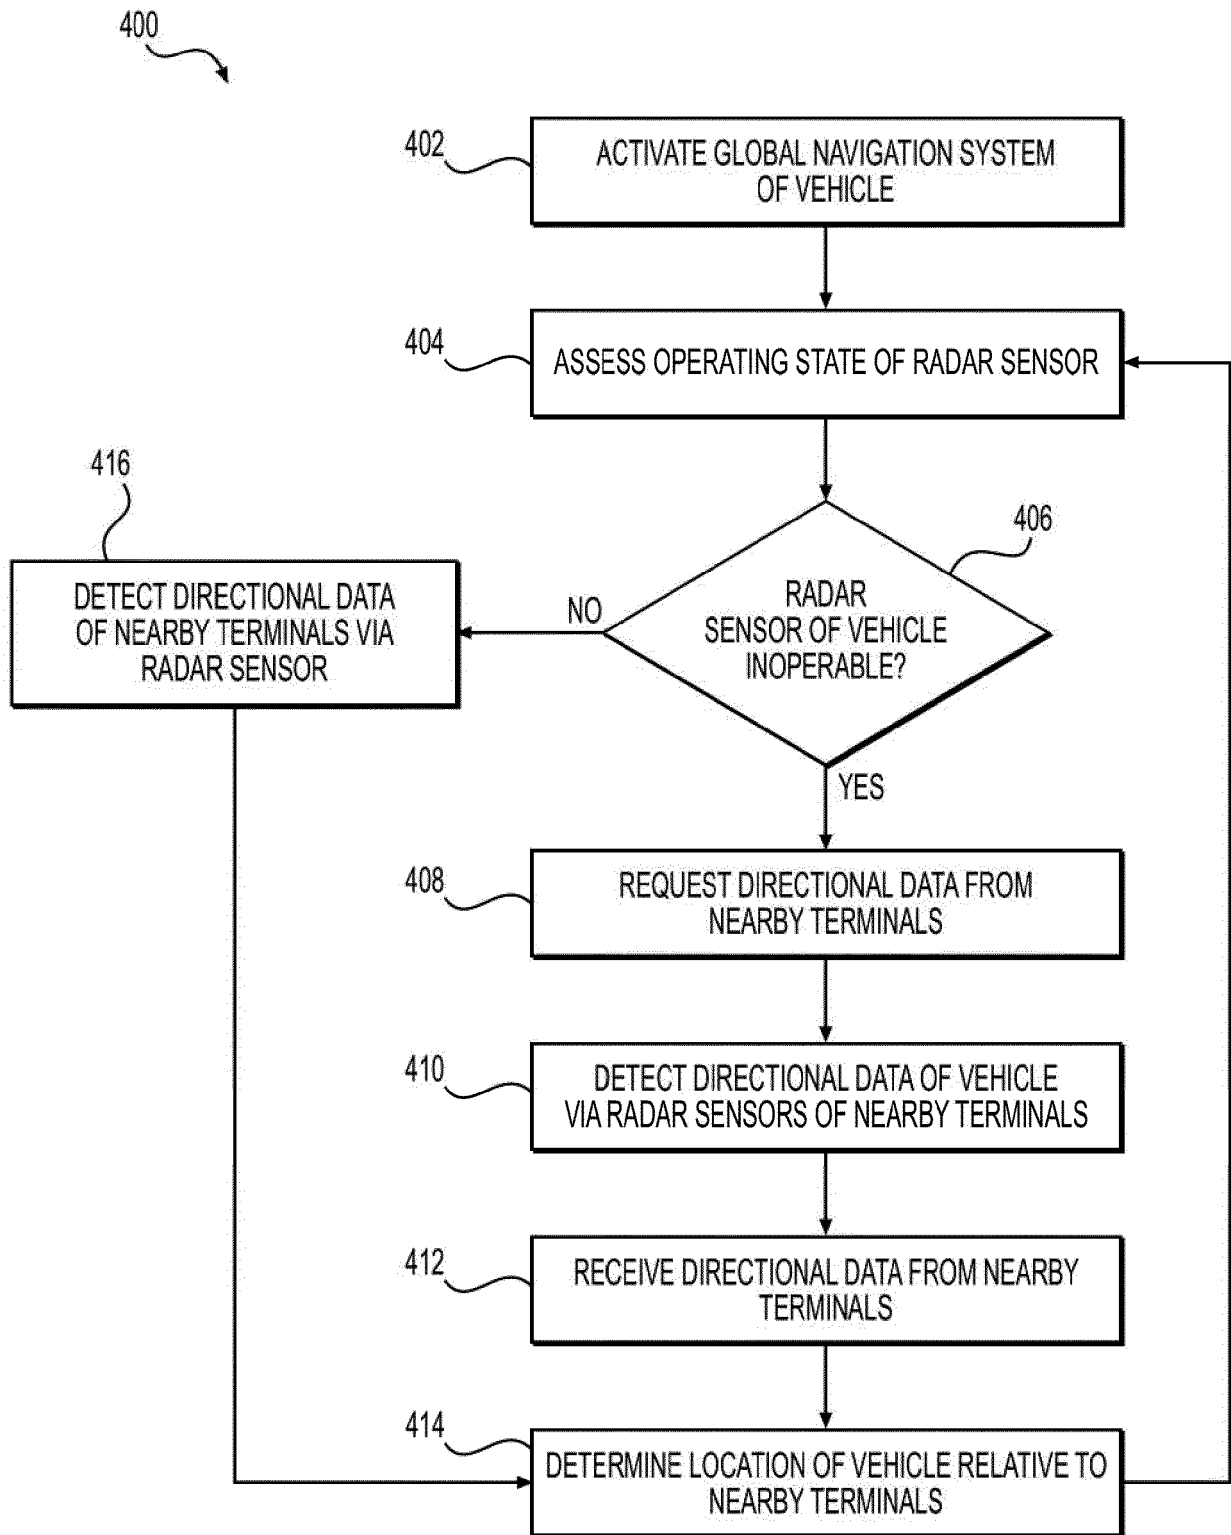 400
402
ACTIVATE GLOBAL NAVIGATION SYSTEM
OF VEHICLE
404
ASSESS OPERATING STATE OF RADAR SENSOR
416
406
DETECT DIRECTIONAL DATA
OF NEARBY TERMINALS VIA
RADAR SENSOR
NO
RADAR
SENSOR OF VEHICLE
INOPERABLE?
YES
408
REQUEST DIRECTIONAL DATA FROM
NEARBY TERMINALS
410
DETECT DIRECTIONAL DATA OF VEHICLE
VIA RADAR SENSORS OF NEARBY TERMINALS
412
RECEIVE DIRECTIONAL DATA FROM NEARBY
TERMINALS
414
DETERMINE LOCATION OF VEHICLE RELATIVE TO
NEARBY TERMINALS